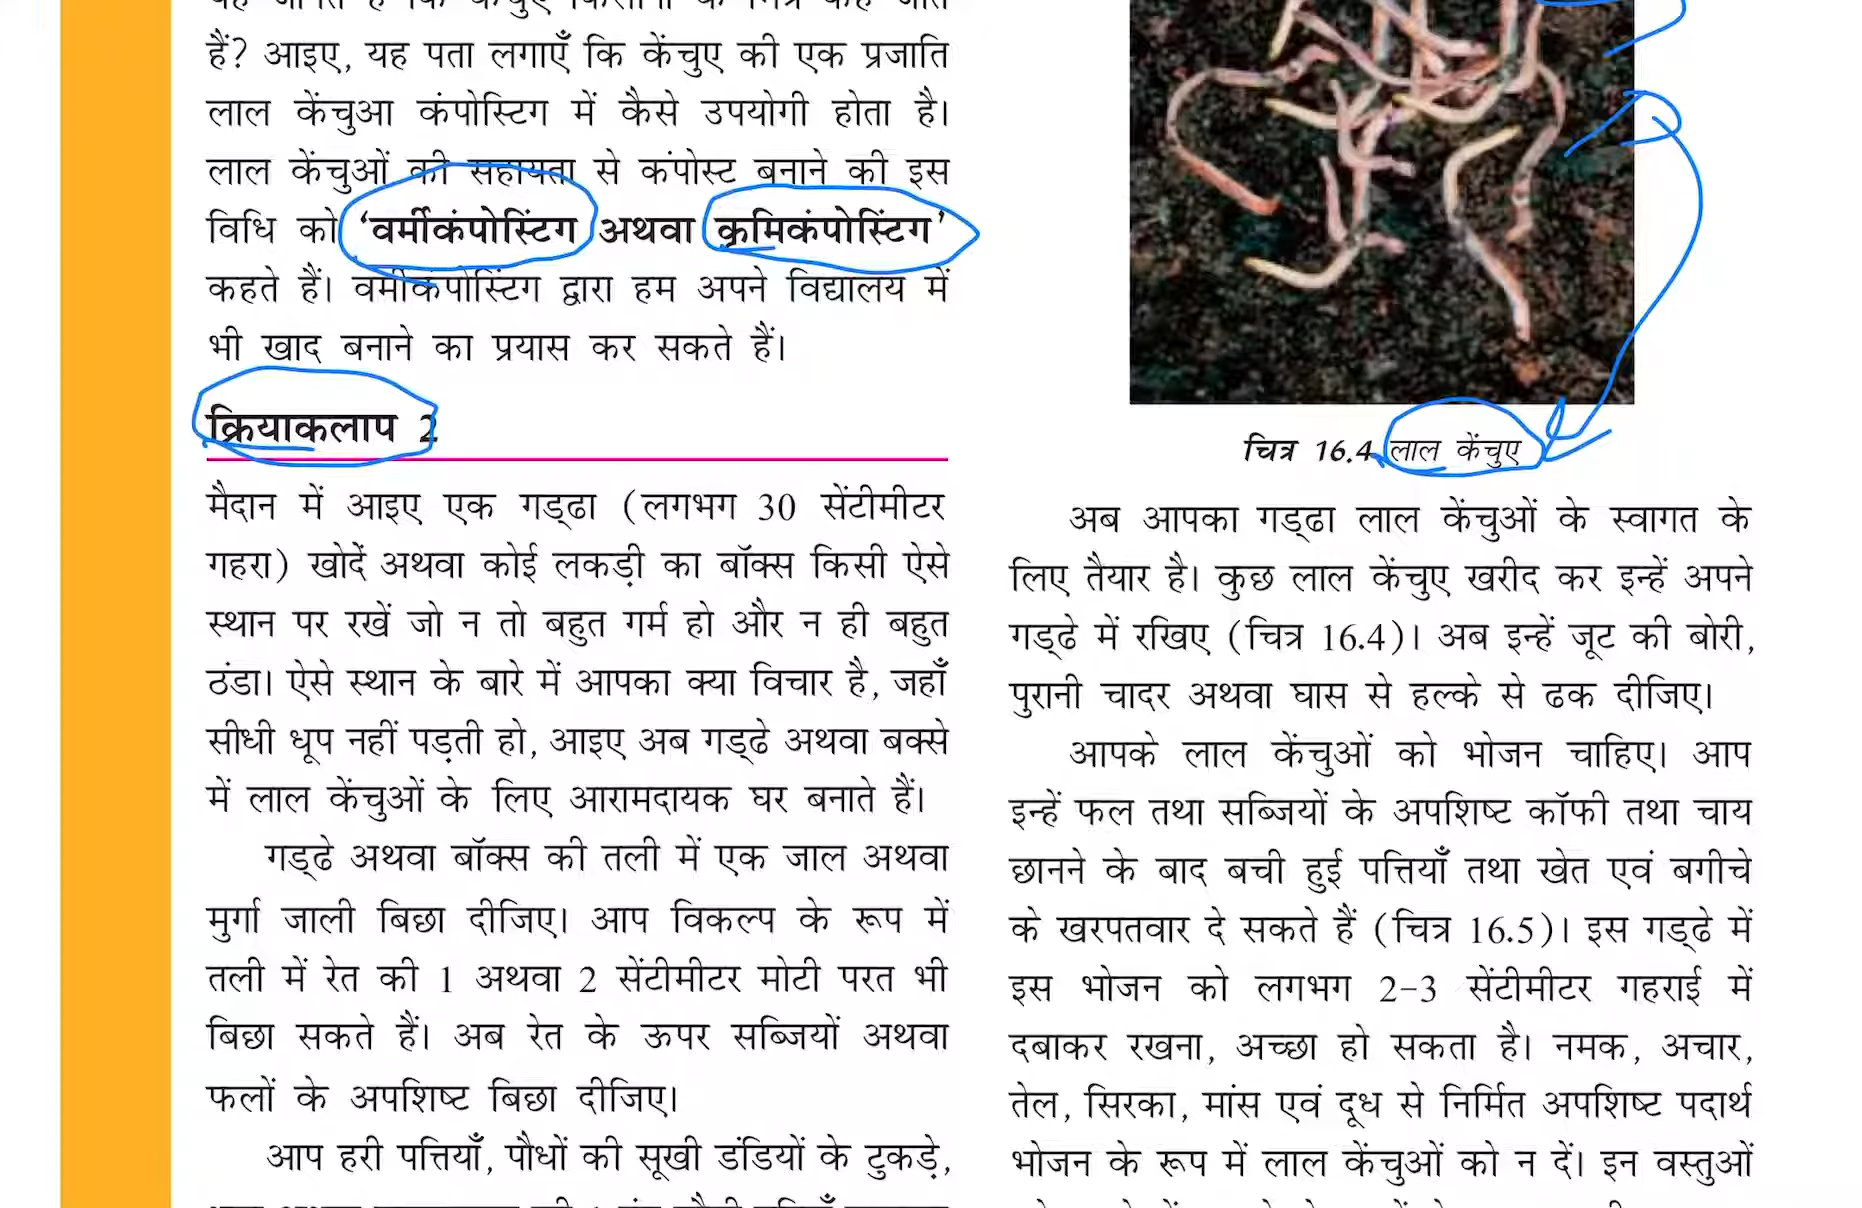 हैं? आइए, यह पता लगाएँ कि केंचुए की एक प्रजाति
लाल केंचुआ कंपोस्टिंग में कैसे उपयोगी होता है।
लाल केंचुओं की सहायता से कंपोस्ट बनाने की इस
विधि को ‘वर्मीकंपोस्टिंग अथवा कृमिकंपोस्टिंग’
कहते हैं। वर्मीकंपोस्टिंग द्वारा हम अपने विद्यालय में
भी खाद बनाने का प्रयास कर सकते हैं।
क्रियाकलाप 2
मैदान में आइए एक गड्ढा (लगभग 30 सेंटीमीटर
गहरा) खोदें अथवा कोई लकड़ी का बॉक्स किसी ऐसे
स्थान पर रखें जो न तो बहुत गर्म हो और न ही बहुत
ठंडा। ऐसे स्थान के बारे में आपका क्या विचार है, जहाँ
सीधी धूप नहीं पड़ती हो, आइए अब गड्ढे अथवा बक्से
में लाल केंचुओं के लिए आरामदायक घर बनाते हैं।
गड्ढे अथवा बॉक्स की तली में एक जाल अथवा
मुर्गा जाली बिछा दीजिए। आप विकल्प के रूप में
तली में रेत की 1 अथवा 2 सेंटीमीटर मोटी परत भी
बिछा सकते हैं। अब रेत के ऊपर सब्जियों अथवा
फलों के अपशिष्ट बिछा दीजिए।
आप हरी पत्तियाँ, पौधों की सूखी डंडियों के टुकड़े,
चित्र 16.4 लाल केंचुए
अब आपका गड्ढा लाल केंचुओं के स्वागत के
लिए तैयार है। कुछ लाल केंचुए खरीद कर इन्हें अपने
गड्ढे में रखिए (चित्र 16.4)। अब इन्हें जूट की बोरी,
पुरानी चादर अथवा घास से हल्के से ढक दीजिए।
आपके लाल केंचुओं को भोजन चाहिए। आप
इन्हें फल तथा सब्जियों के अपशिष्ट कॉफी तथा चाय
छानने के बाद बची हुई पत्तियाँ तथा खेत एवं बगीचे
के खरपतवार दे सकते हैं (चित्र 16.5)। इस गड्ढे में
इस भोजन को लगभग 2-3 सेंटीमीटर गहराई में
दबाकर रखना, अच्छा हो सकता है। नमक, अचार,
तेल, सिरका, मांस एवं दूध से निर्मित अपशिष्ट पदार्थ
भोजन के रूप में लाल केंचुओं को न दें। इन वस्तुओं